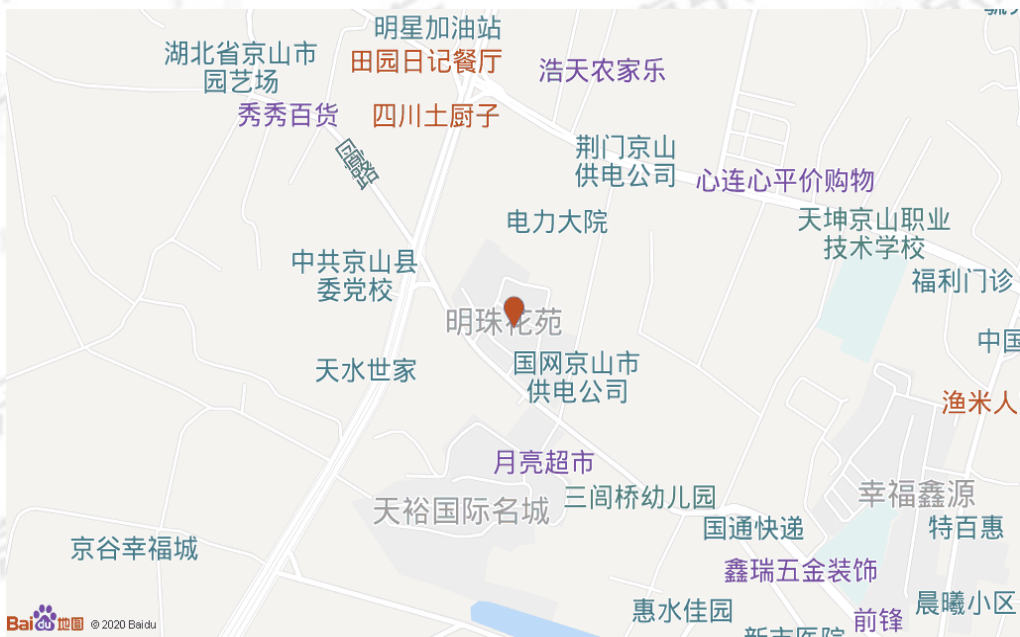 明星加油站
湖北省京山市
园艺场
田园日记餐厅
浩天农家乐
秀秀百货
四川土厨子
荆门京山
供电公司
心连心平价购物
电力大院
天坤京山职业
技术学校
中共京山县
委党校
福利门诊
明珠花苑
中国
天水世家
国网京山市
供电公司
渔米人
月亮超市
天裕国际名城
三闾桥幼儿园
幸福鑫源
国通快递
特百惠
京谷幸福城
鑫瑞五金装饰
惠水佳园
前锋
晨曦小区
新市医院
Bai du 地图
© 2020 Baidu